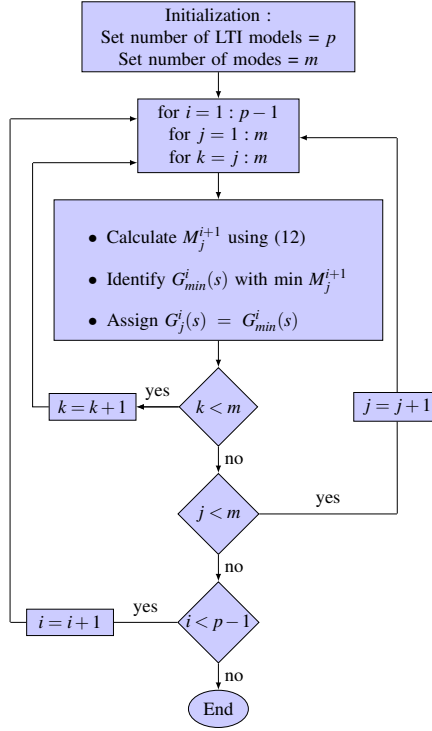 Initialization :
Set number of LTI models = p
Set number of modes = m
for i = 1 : p − 1
for j = 1 : m
for k = j : m
• Calculate M_j^{i+1} using (12)
• Identify G_{min}^i(s) with min M_j^{i+1}
• Assign G_j^i(s) = G_{min}^i(s)
k < m
yes
k = k + 1
no
j = j + 1
j < m
yes
no
i < p − 1
yes
i = i + 1
no
End